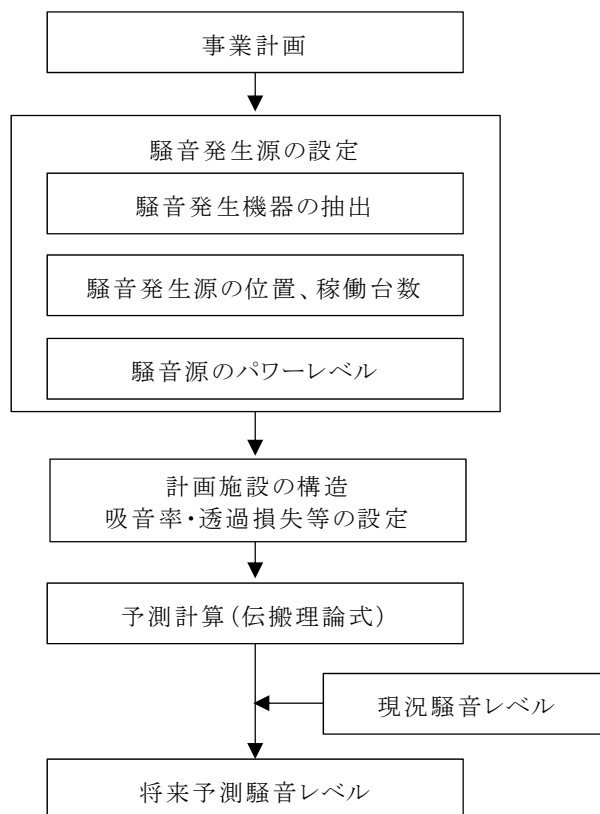 事業計画
騒音発生源の設定
騒音発生機器の抽出
騒音発生源の位置、稼働台数
騒音源のパワーレベル
計画施設の構造
吸音率・透過損失等の設定
予測計算(伝搬理論式)
現況騒音レベル
将来予測騒音レベル